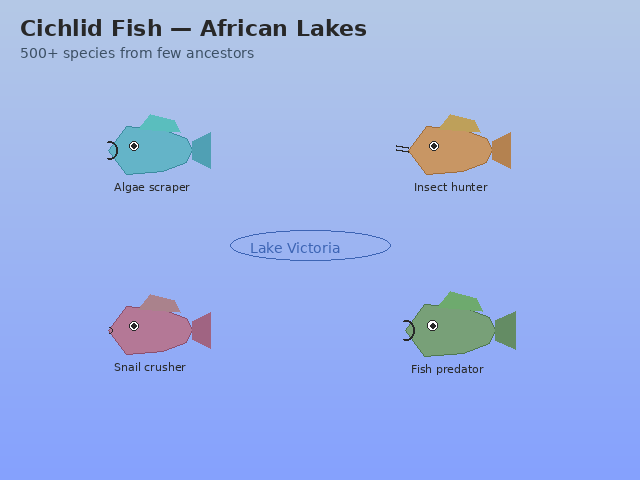 Cichlid Fish — African Lakes
500+ species from few ancestors
Algae scraper
Insect hunter
Lake Victoria
Snail crusher
Fish predator